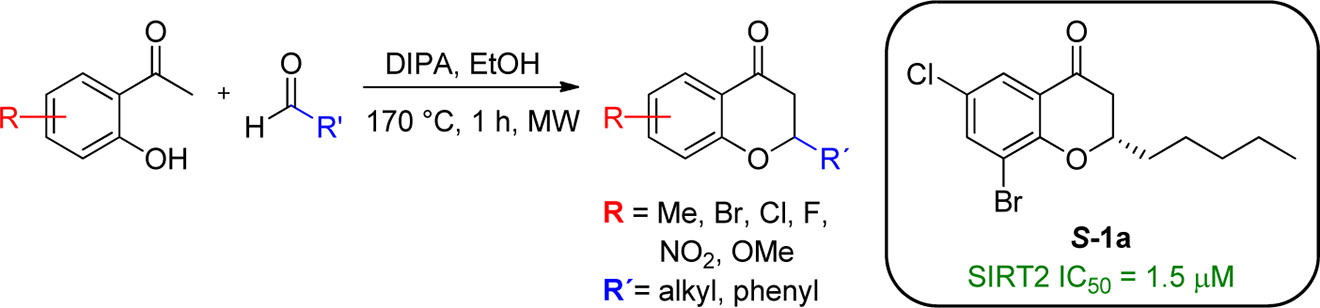 O
R
OH
+
O
H
R'
DIPA, EtOH
170 °C, 1 h, MW
O
R
O
R´
R = Me, Br, Cl, F,
NO₂, OMe
R´= alkyl, phenyl
O
Cl
O
Br
S-1a
SIRT2 IC₅₀ = 1.5 μM